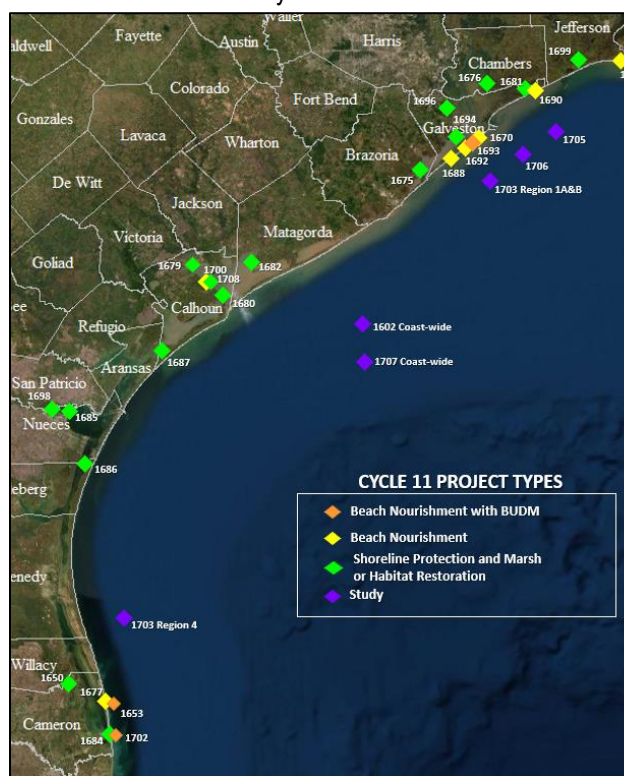 Waller
Jefferson
Fayette
Austin
Harris
1699
Caldwell
Chambers
1676
1681
1690
Colorado
Fort Bend
1696
1694
Gonzales
Galveston
1670
1705
Lavaca
Wharton
1693
1706
Brazoria
1692
1688
1675
1703 Region 1A&B
De Witt
Jackson
Matagorda
Victoria
1679
1700
1682
1708
Goliad
1680
Calhoun
1602 Coast-wide
Refugio
1687
1707 Coast-wide
Aransas
San Patricio
1698
1685
Nueces
1686
CYCLE 11 PROJECT TYPES
Beach Nourishment with BUDM
Beach Nourishment
Shoreline Protection and Marsh
or Habitat Restoration
Study
1703 Region 4
Willacy
1650
1677
1653
Cameron
1684
1702